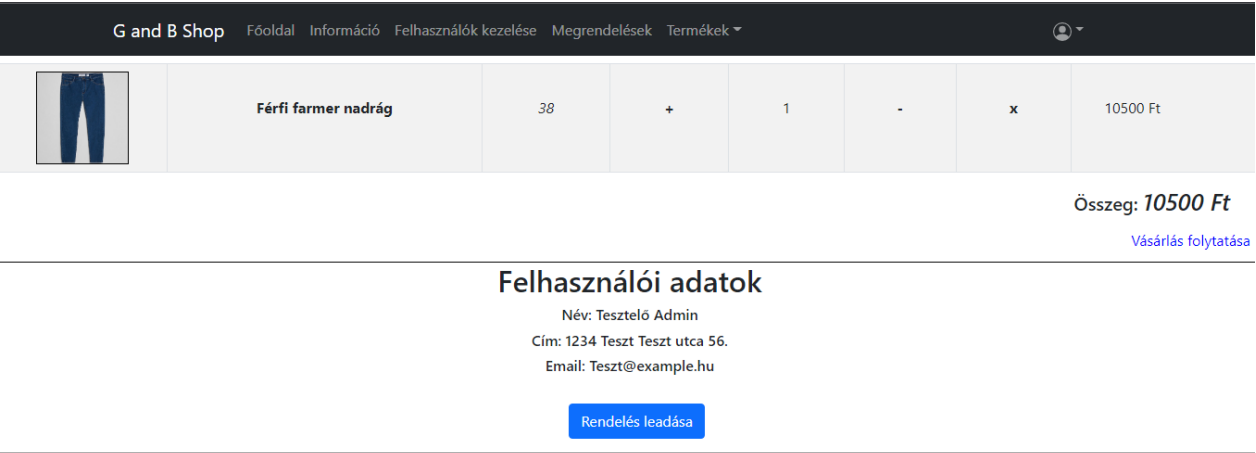 G and B Shop Főoldal Információ Felhasználók kezelése Megrendelések Termékek
Férfi farmer nadrág 38 + 1 - x 10500 Ft
Összeg: 10500 Ft
Vásárlás folytatása
Felhasználói adatok
Név: Tesztelő Admin
Cím: 1234 Teszt Teszt utca 56.
Email: Teszt@example.hu
Rendelés leadása